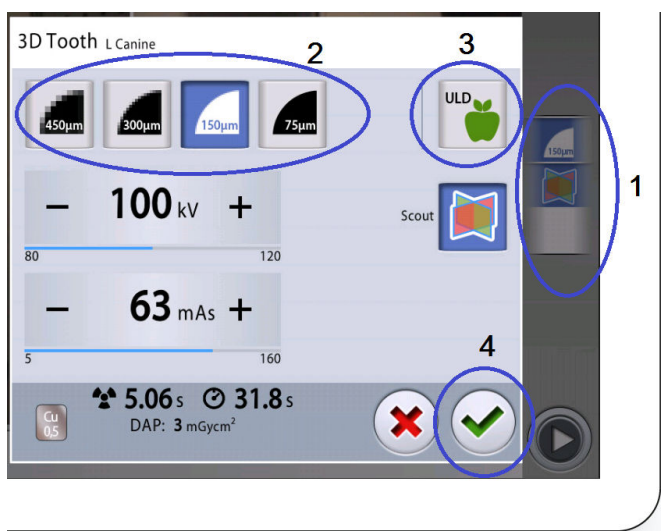 3D Tooth L Canine
2
3
450µm 300µm 150µm 75µm
ULD
150µm
1
− 100 kV +
Scout
80 120
− 63 mAs +
5 160
4
Cu
0,5
5.06 s 31.8 s
DAP: 3 mGycm²